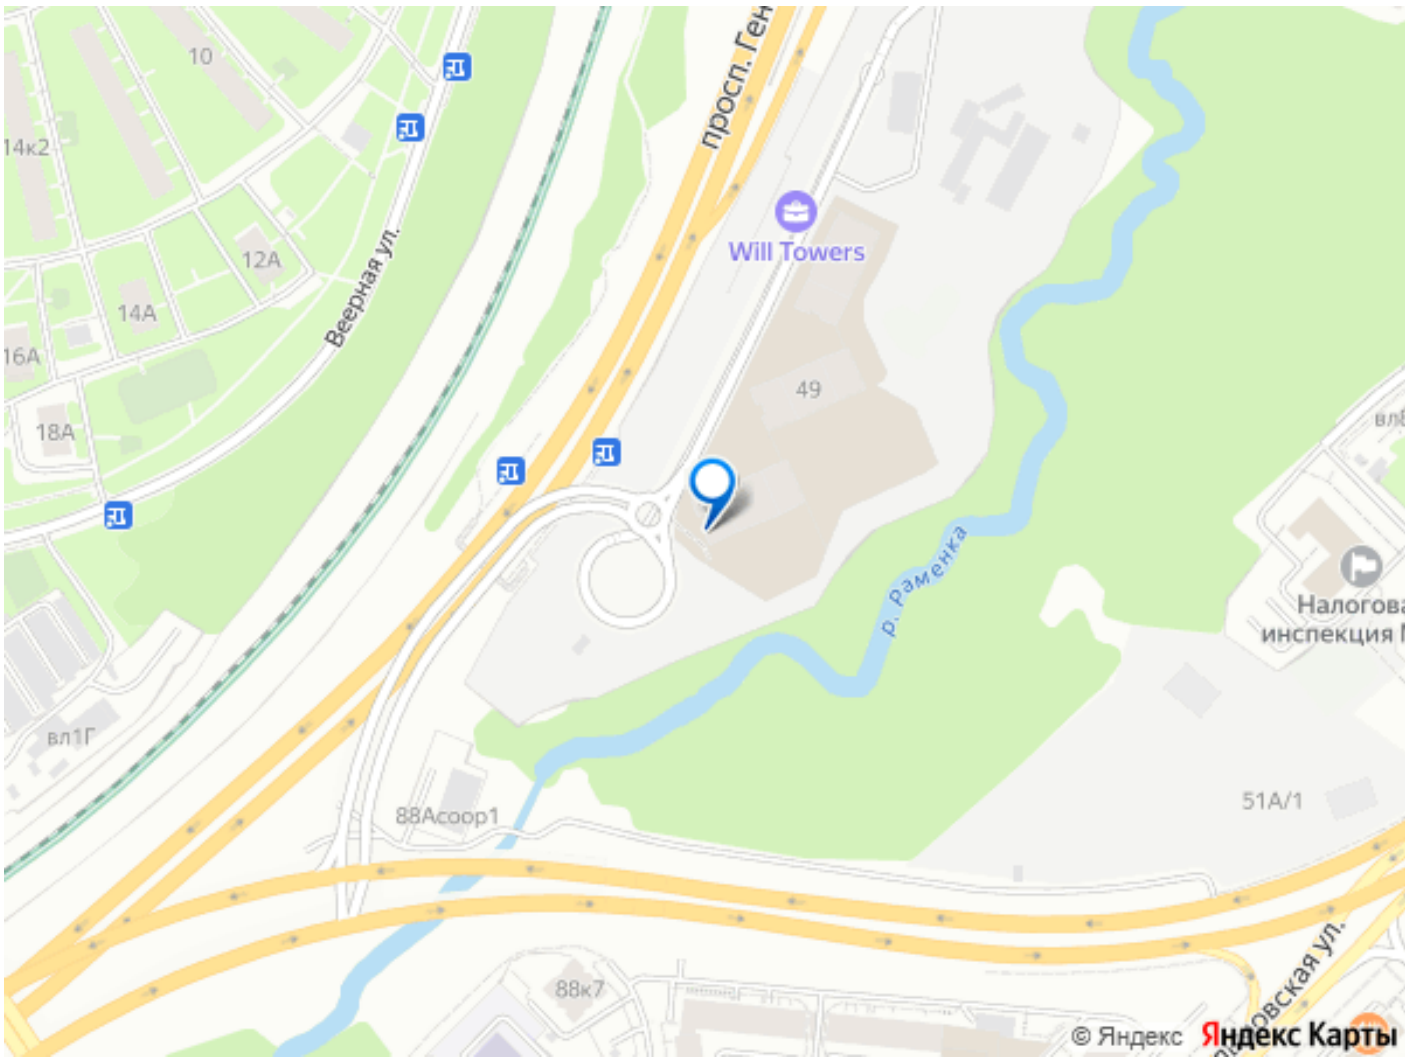 10
просп. Ген
14к2
Will Towers
12А
Веерная ул.
14А
16А
49
18А
р. Раменка
Налогова
инспекция
вл1Г
88Асоор1
51А/1
88к7
© Яндекс
Яндекс Карты